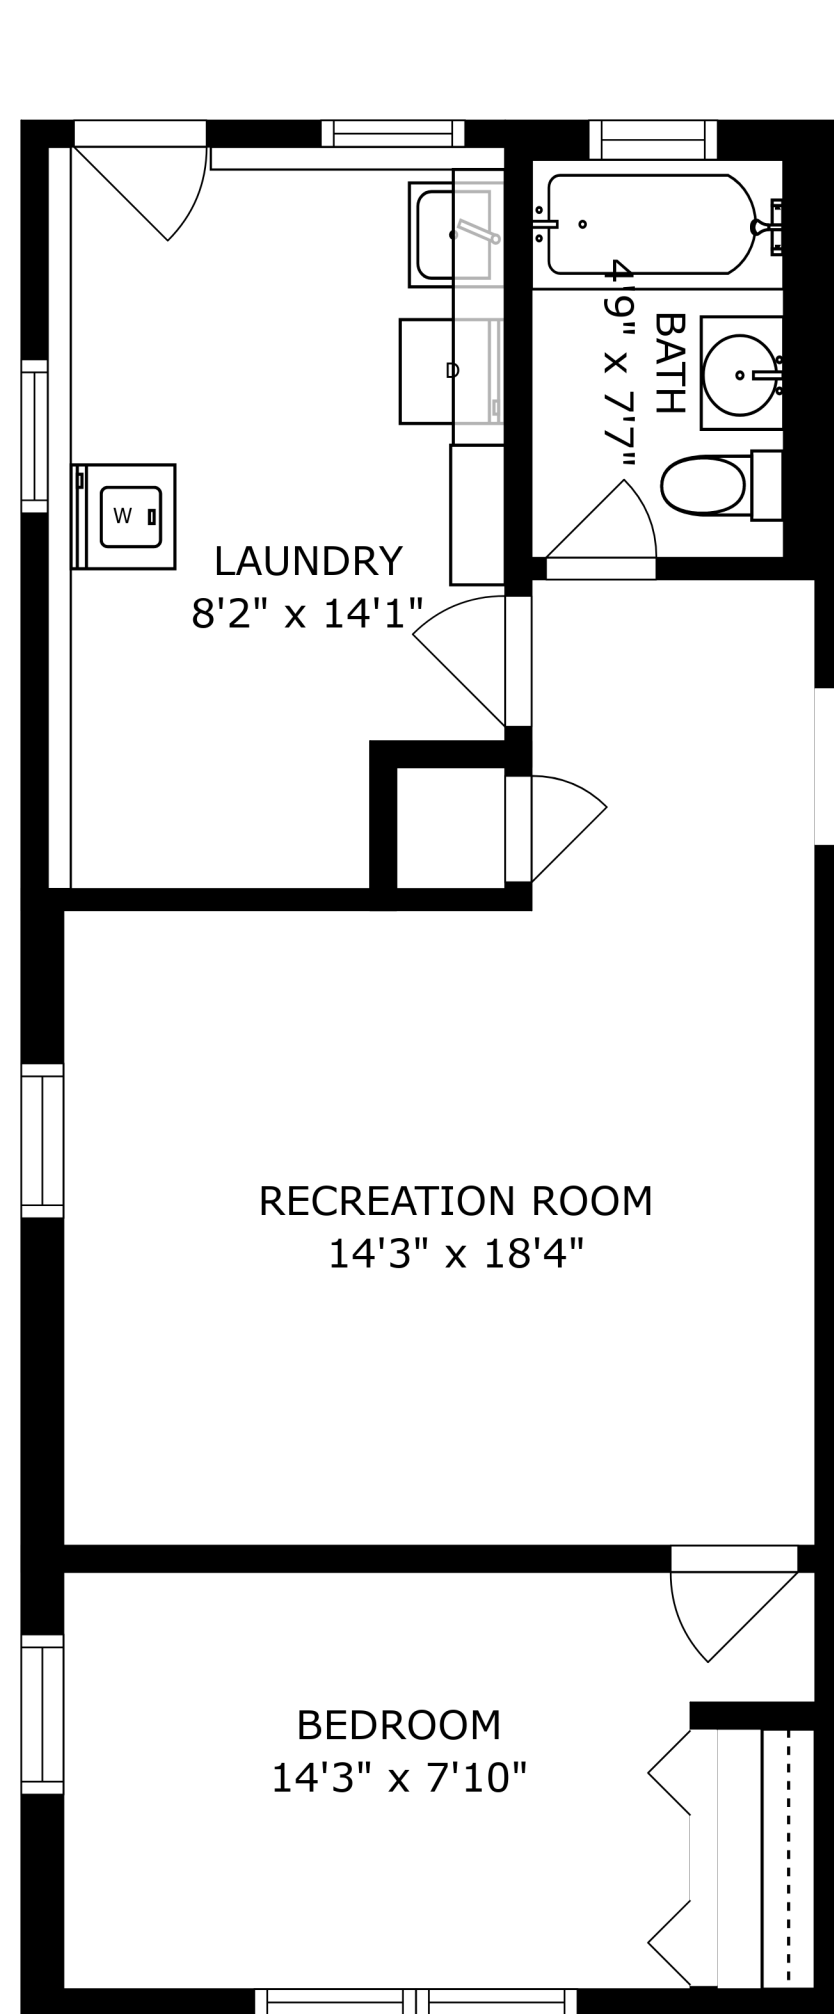 BATH
4'9" x 7'7"
D
W
LAUNDRY
8'2" x 14'1"
RECREATION ROOM
14'3" x 18'4"
BEDROOM
14'3" x 7'10"